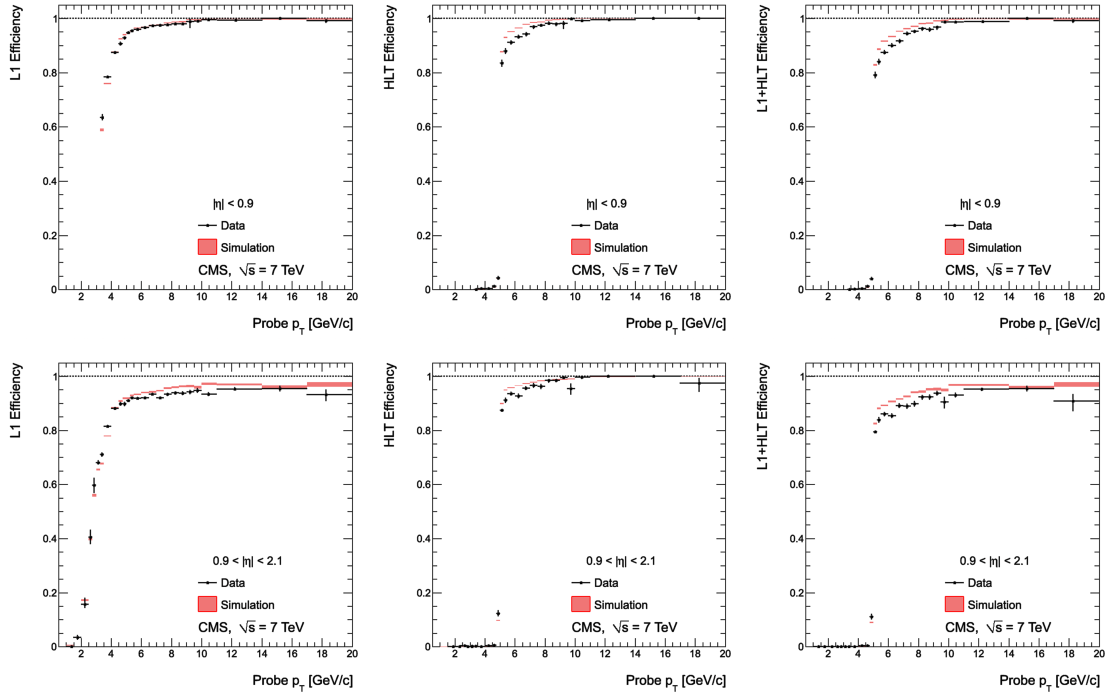 L1 Efficiency
1
0.8
0.6
0.4
0.2
0
|η| < 0.9
Data
Simulation
CMS, √s = 7 TeV
2 4 6 8 10 12 14 16 18 20
Probe p_T [GeV/c]
HLT Efficiency
1
0.8
0.6
0.4
0.2
0
|η| < 0.9
Data
Simulation
CMS, √s = 7 TeV
2 4 6 8 10 12 14 16 18 20
Probe p_T [GeV/c]
L1+HLT Efficiency
1
0.8
0.6
0.4
0.2
0
|η| < 0.9
Data
Simulation
CMS, √s = 7 TeV
2 4 6 8 10 12 14 16 18 20
Probe p_T [GeV/c]
L1 Efficiency
1
0.8
0.6
0.4
0.2
0
0.9 < |η| < 2.1
Data
Simulation
CMS, √s = 7 TeV
2 4 6 8 10 12 14 16 18 20
Probe p_T [GeV/c]
HLT Efficiency
1
0.8
0.6
0.4
0.2
0
0.9 < |η| < 2.1
Data
Simulation
CMS, √s = 7 TeV
2 4 6 8 10 12 14 16 18 20
Probe p_T [GeV/c]
L1+HLT Efficiency
1
0.8
0.6
0.4
0.2
0
0.9 < |η| < 2.1
Data
Simulation
CMS, √s = 7 TeV
2 4 6 8 10 12 14 16 18 20
Probe p_T [GeV/c]